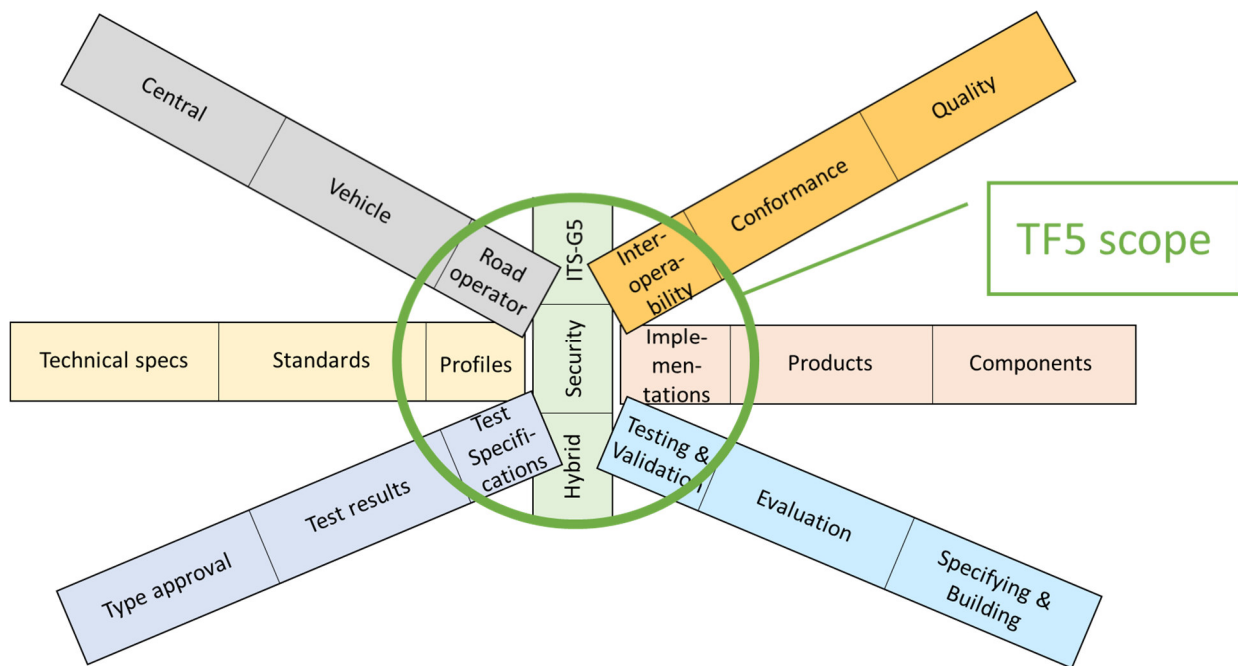 Central
Vehicle
Road
operator
ITS-G5
Security
Hybrid
Inter-
opera-
bility
Conformance
Quality
TF5 scope
Technical specs
Standards
Profiles
Imple-
men-
tations
Products
Components
Type approval
Test results
Test
Specifi-
cations
Testing &
Validation
Evaluation
Specifying &
Building